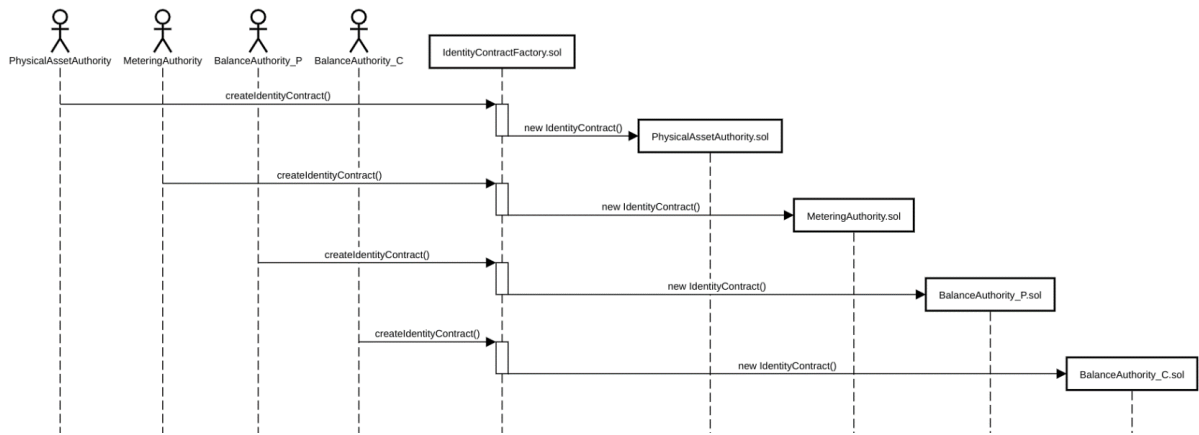 IdentityContractFactory.sol
PhysicalAssetAuthority
MeteringAuthority
BalanceAuthority_P
BalanceAuthority_C
createIdentityContract()
new IdentityContract()
PhysicalAssetAuthority.sol
createIdentityContract()
new IdentityContract()
MeteringAuthority.sol
createIdentityContract()
new IdentityContract()
BalanceAuthority_P.sol
createIdentityContract()
new IdentityContract()
BalanceAuthority_C.sol